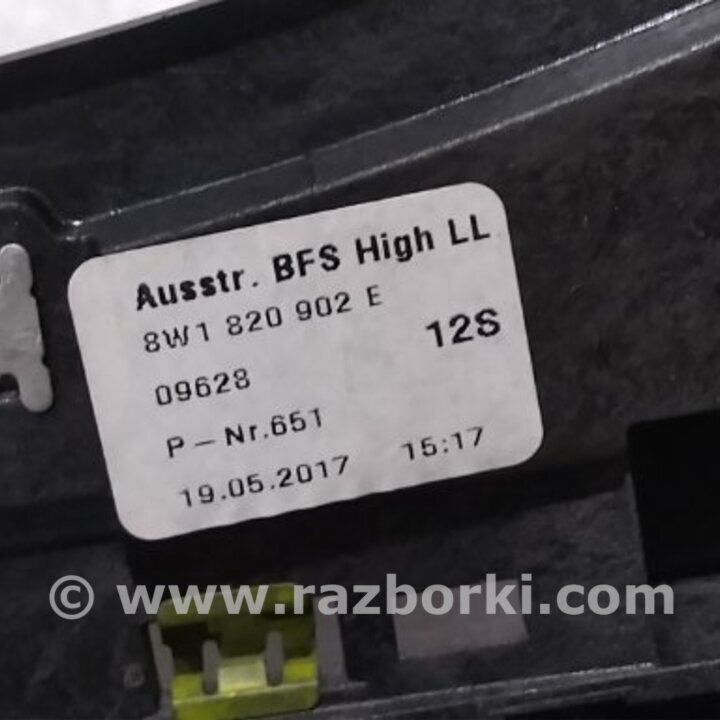 Ausstr. BFS High LL
8W1 820 902 E
12S
09628
P-Nr.651
19.05.2017 15:17
© www.razborki.com